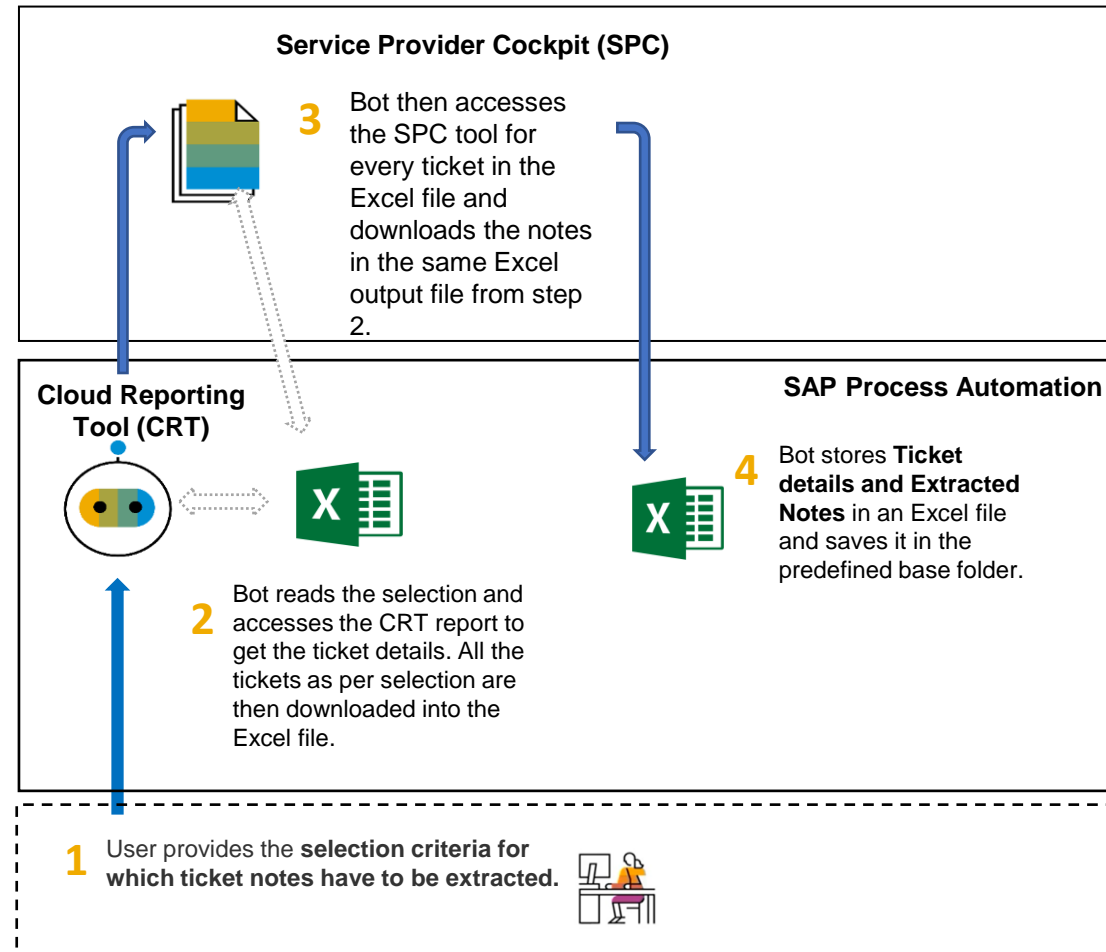 Service Provider Cockpit (SPC)
3
Bot then accesses
the SPC tool for
every ticket in the
Excel file and
downloads the notes
in the same Excel
output file from step
2.
Cloud Reporting
Tool (CRT)
SAP Process Automation
X
X
4
Bot stores Ticket
details and Extracted
Notes in an Excel file
and saves it in the
predefined base folder.
2
Bot reads the selection and
accesses the CRT report to
get the ticket details. All the
tickets as per selection are
then downloaded into the
Excel file.
1
User provides the selection criteria for
which ticket notes have to be extracted.